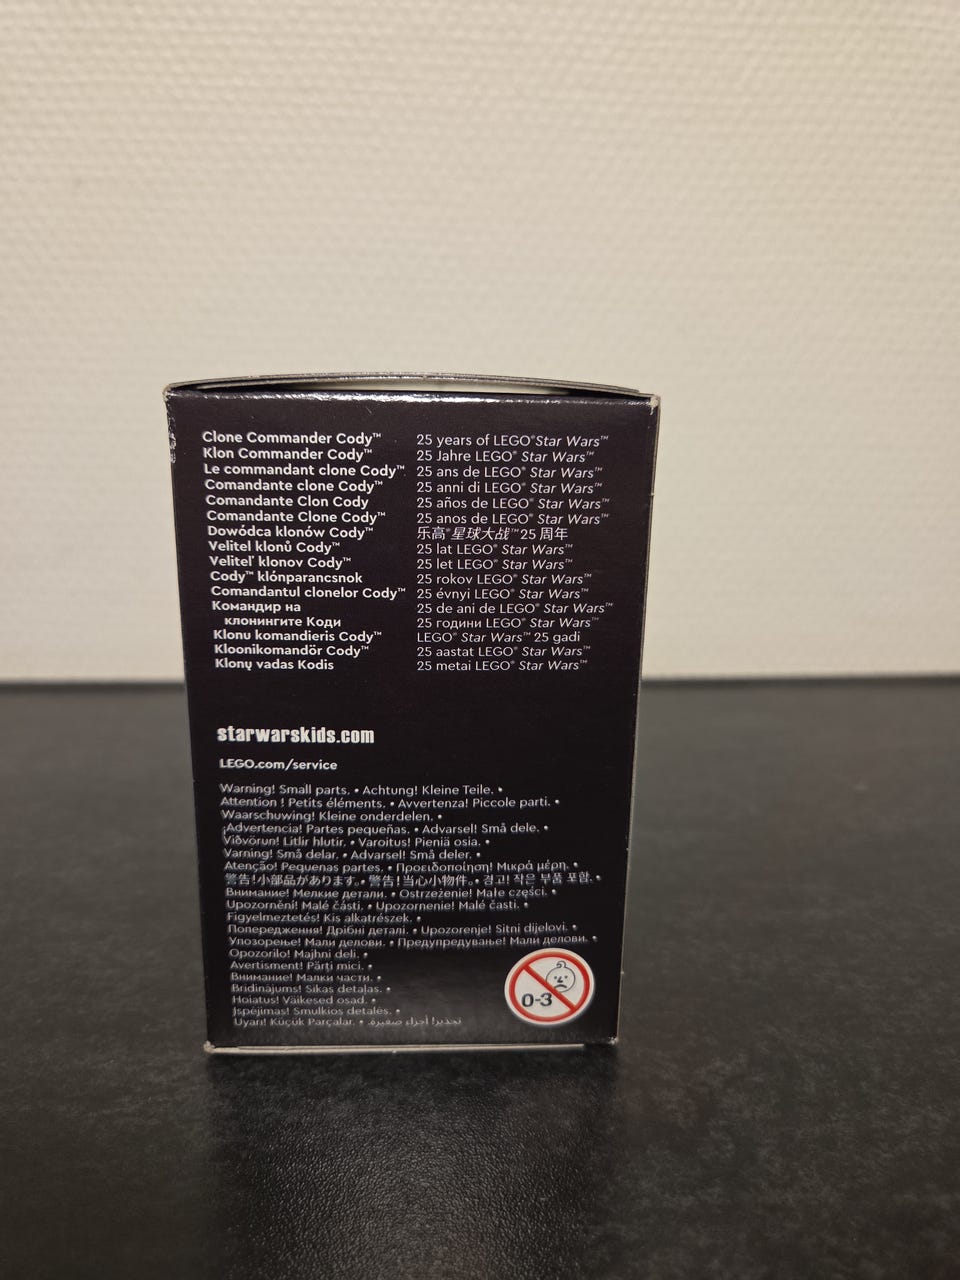 Clone Commander Cody™
Klon Commander Cody™
Le commandant clone Cody™
Comandante clone Cody™
Comandante Clon Cody
Comandante Clone Cody™
Dowódca klonów Cody™
Velitel klonů Cody™
Veliteľ klonov Cody™
Cody™ klónparancsnok
Comandantul clonelor Cody™
Командир на
клонингите Коди
Klonu komandieris Cody™
Kloonikomandör Cody™
Klonų vadas Kodis
25 years of LEGO® Star Wars™
25 Jahre LEGO® Star Wars™
25 ans de LEGO® Star Wars™
25 anni di LEGO® Star Wars™
25 años de LEGO® Star Wars™
25 anos de LEGO® Star Wars™
乐高®星球大战™25 周年
25 lat LEGO® Star Wars™
25 let LEGO® Star Wars™
25 rokov LEGO® Star Wars™
25 évnyi LEGO® Star Wars™
25 de ani de LEGO® Star Wars™
25 години LEGO® Star Wars™
LEGO® Star Wars™ 25 gadi
25 aastat LEGO® Star Wars™
25 metai LEGO® Star Wars™
starwarskids.com
LEGO.com/service
Warning! Small parts. • Achtung! Kleine Teile. •
Attention ! Petits éléments. • Avvertenza! Piccole parti. •
Waarschuwing! Kleine onderdelen. •
¡Advertencia! Partes pequeñas. • Advarsel! Små dele. •
Viðvörun! Litlir hlutir. • Varoitus! Pieniä osia. •
Varning! Små delar. • Advarsel! Små deler. •
Atenção! Pequenas partes. • Προειδοποίηση! Μικρά μέρη. •
警告!小部品があります。• 警告!当心小物件。• 경고! 작은 부품 포함. •
Внимание! Мелкие детали. • Ostrzeżenie! Małe części. •
Upozornění! Malé části. • Upozornenie! Malé časti. •
Figyelmeztetés! Kis alkatrészek. •
Попередження! Дрібні деталі. • Upozorenje! Sitni dijelovi. •
Упозорење! Мали делови. • Предупредување! Мали делови. •
Opozorilo! Majhni deli. •
Avertisment! Părți mici. •
Внимание! Малки части. •
Brīdinājums! Sīkas detaļas. •
Hoiatus! Väikesed osad. •
Įspėjimas! Smulkios detalės. •
Uyarı! Küçük Parçalar. • تحذير! أجزاء صغيرة.
0-3